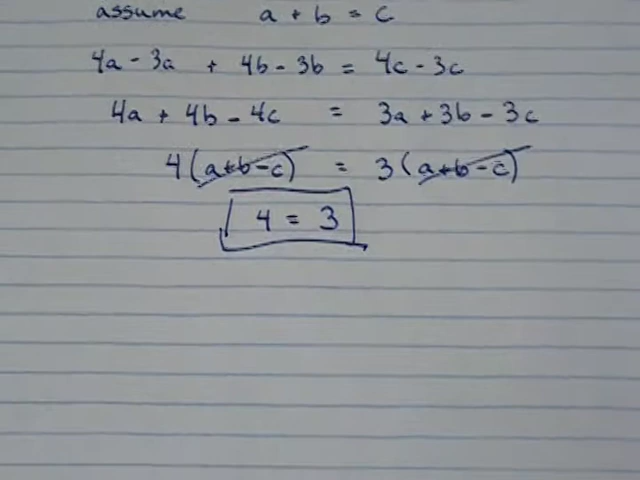 assume a + b = c
4a - 3a + 4b - 3b = 4c - 3c
4a + 4b - 4c = 3a + 3b - 3c
4 (a+b-c) = 3 (a+b-c)
4 = 3